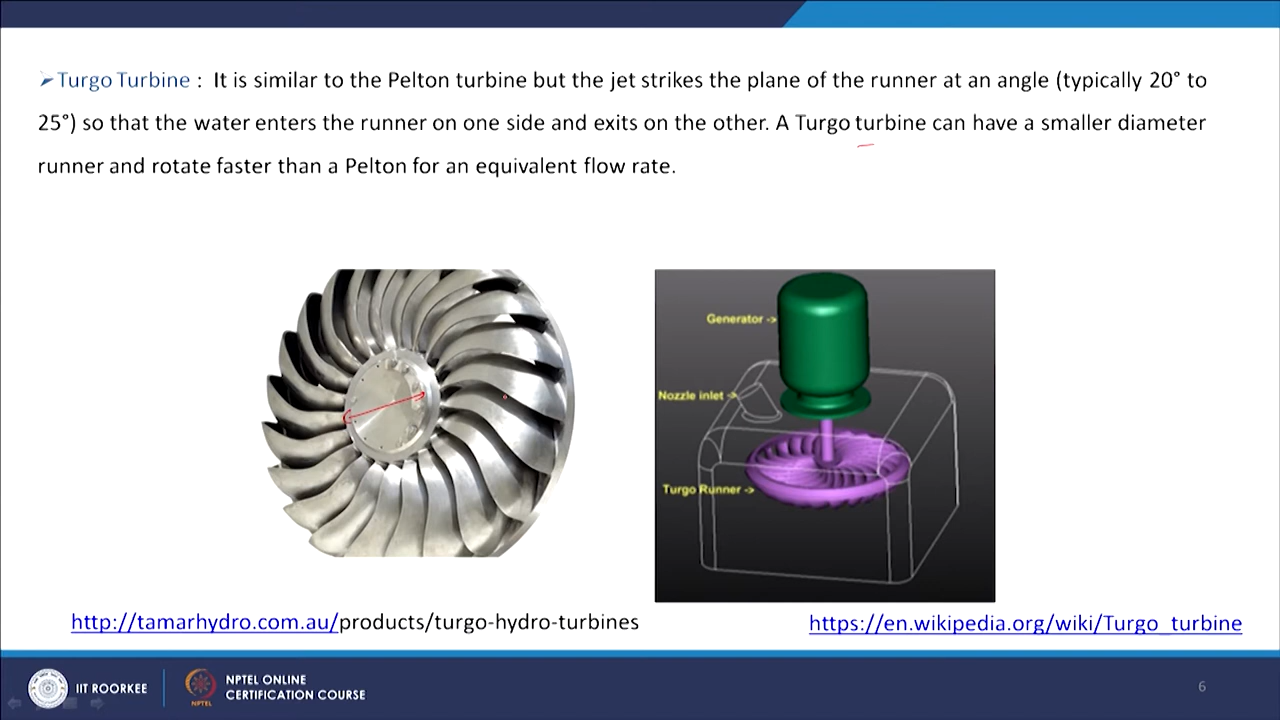 ➢Turgo Turbine : It is similar to the Pelton turbine but the jet strikes the plane of the runner at an angle (typically 20° to
25°) so that the water enters the runner on one side and exits on the other. A Turgo turbine can have a smaller diameter
runner and rotate faster than a Pelton for an equivalent flow rate.
Generator ->
Nozzle inlet ->
Turgo Runner ->
http://tamarhydro.com.au/products/turgo-hydro-turbines
https://en.wikipedia.org/wiki/Turgo_turbine
IIT ROORKEE
NPTEL
NPTEL ONLINE
CERTIFICATION COURSE
6